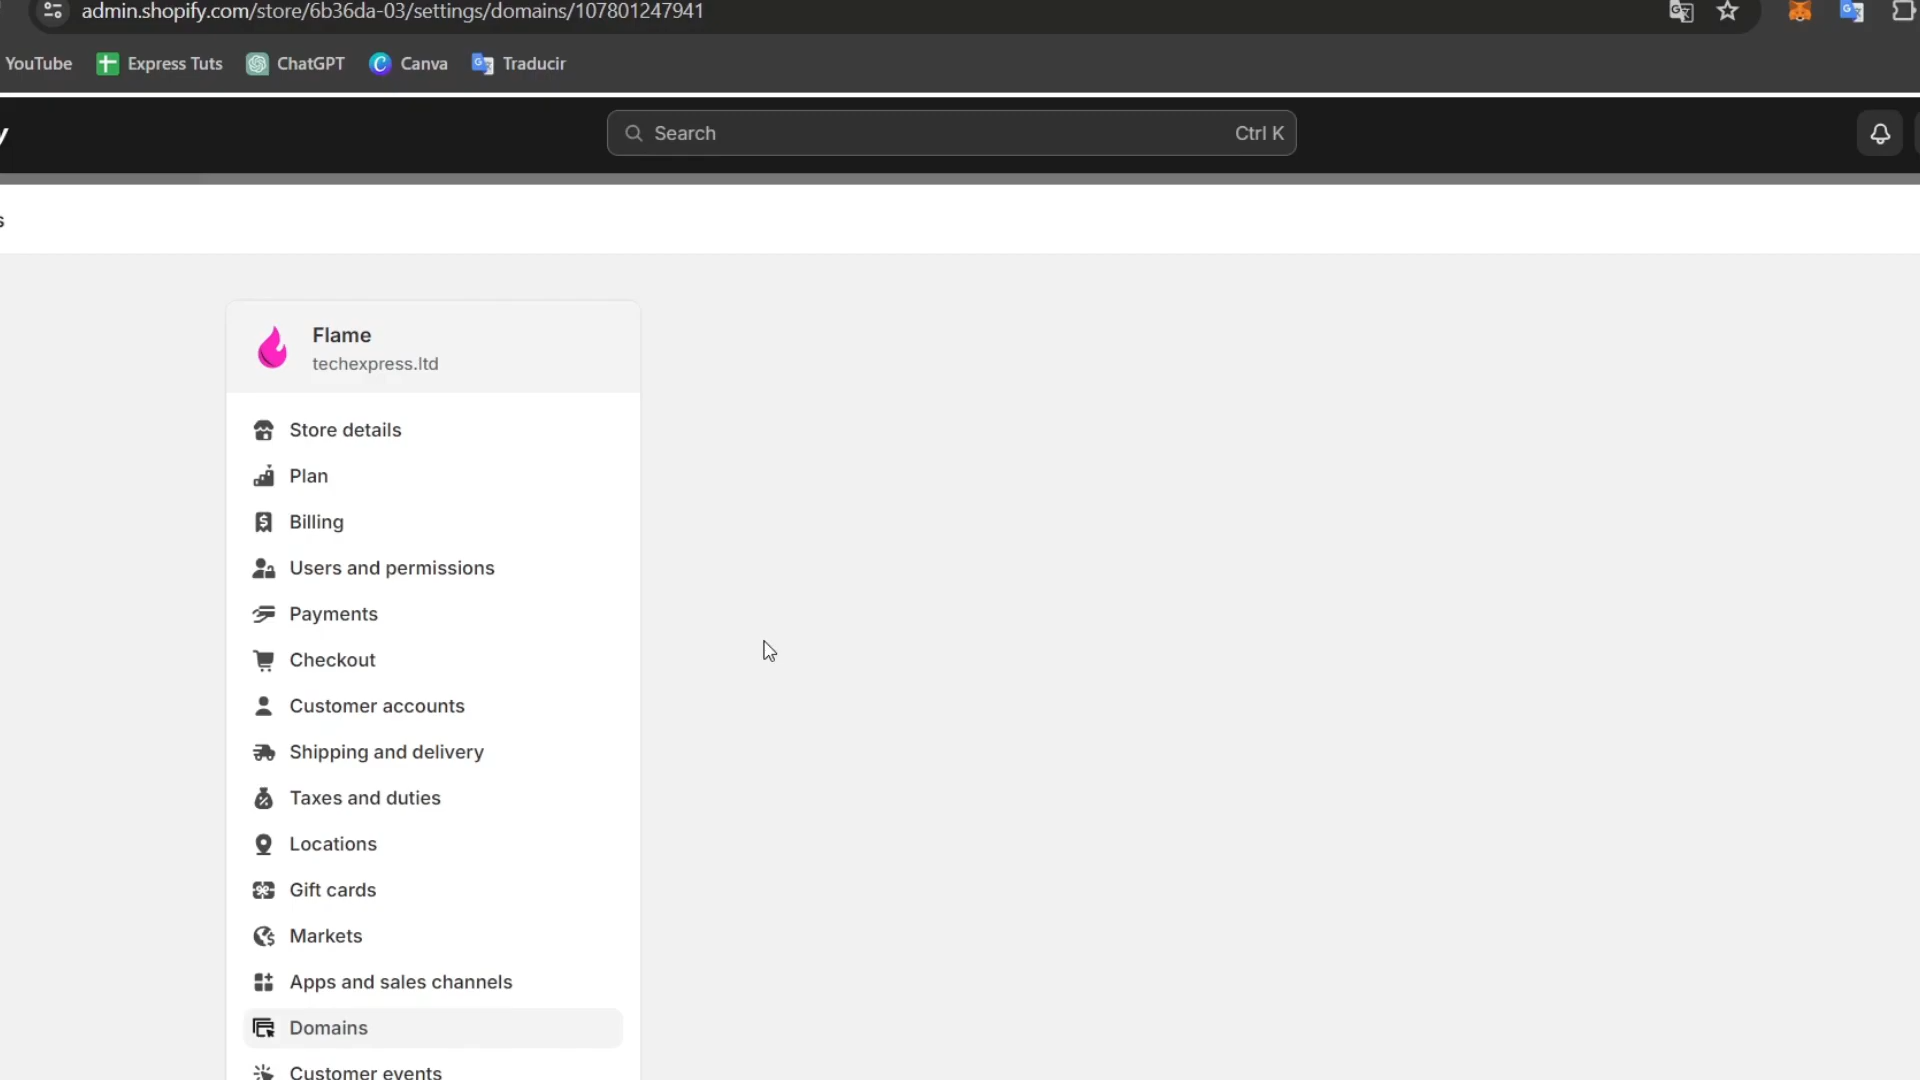 admin.shopify.com/store/6b36da-03/settings/domains/107801247941
YouTube Express Tuts ChatGPT Canva Traducir
Search Ctrl K
Flame
techexpress.ltd
Store details
Plan
Billing
Users and permissions
Payments
Checkout
Customer accounts
Shipping and delivery
Taxes and duties
Locations
Gift cards
Markets
Apps and sales channels
Domains
Customer events